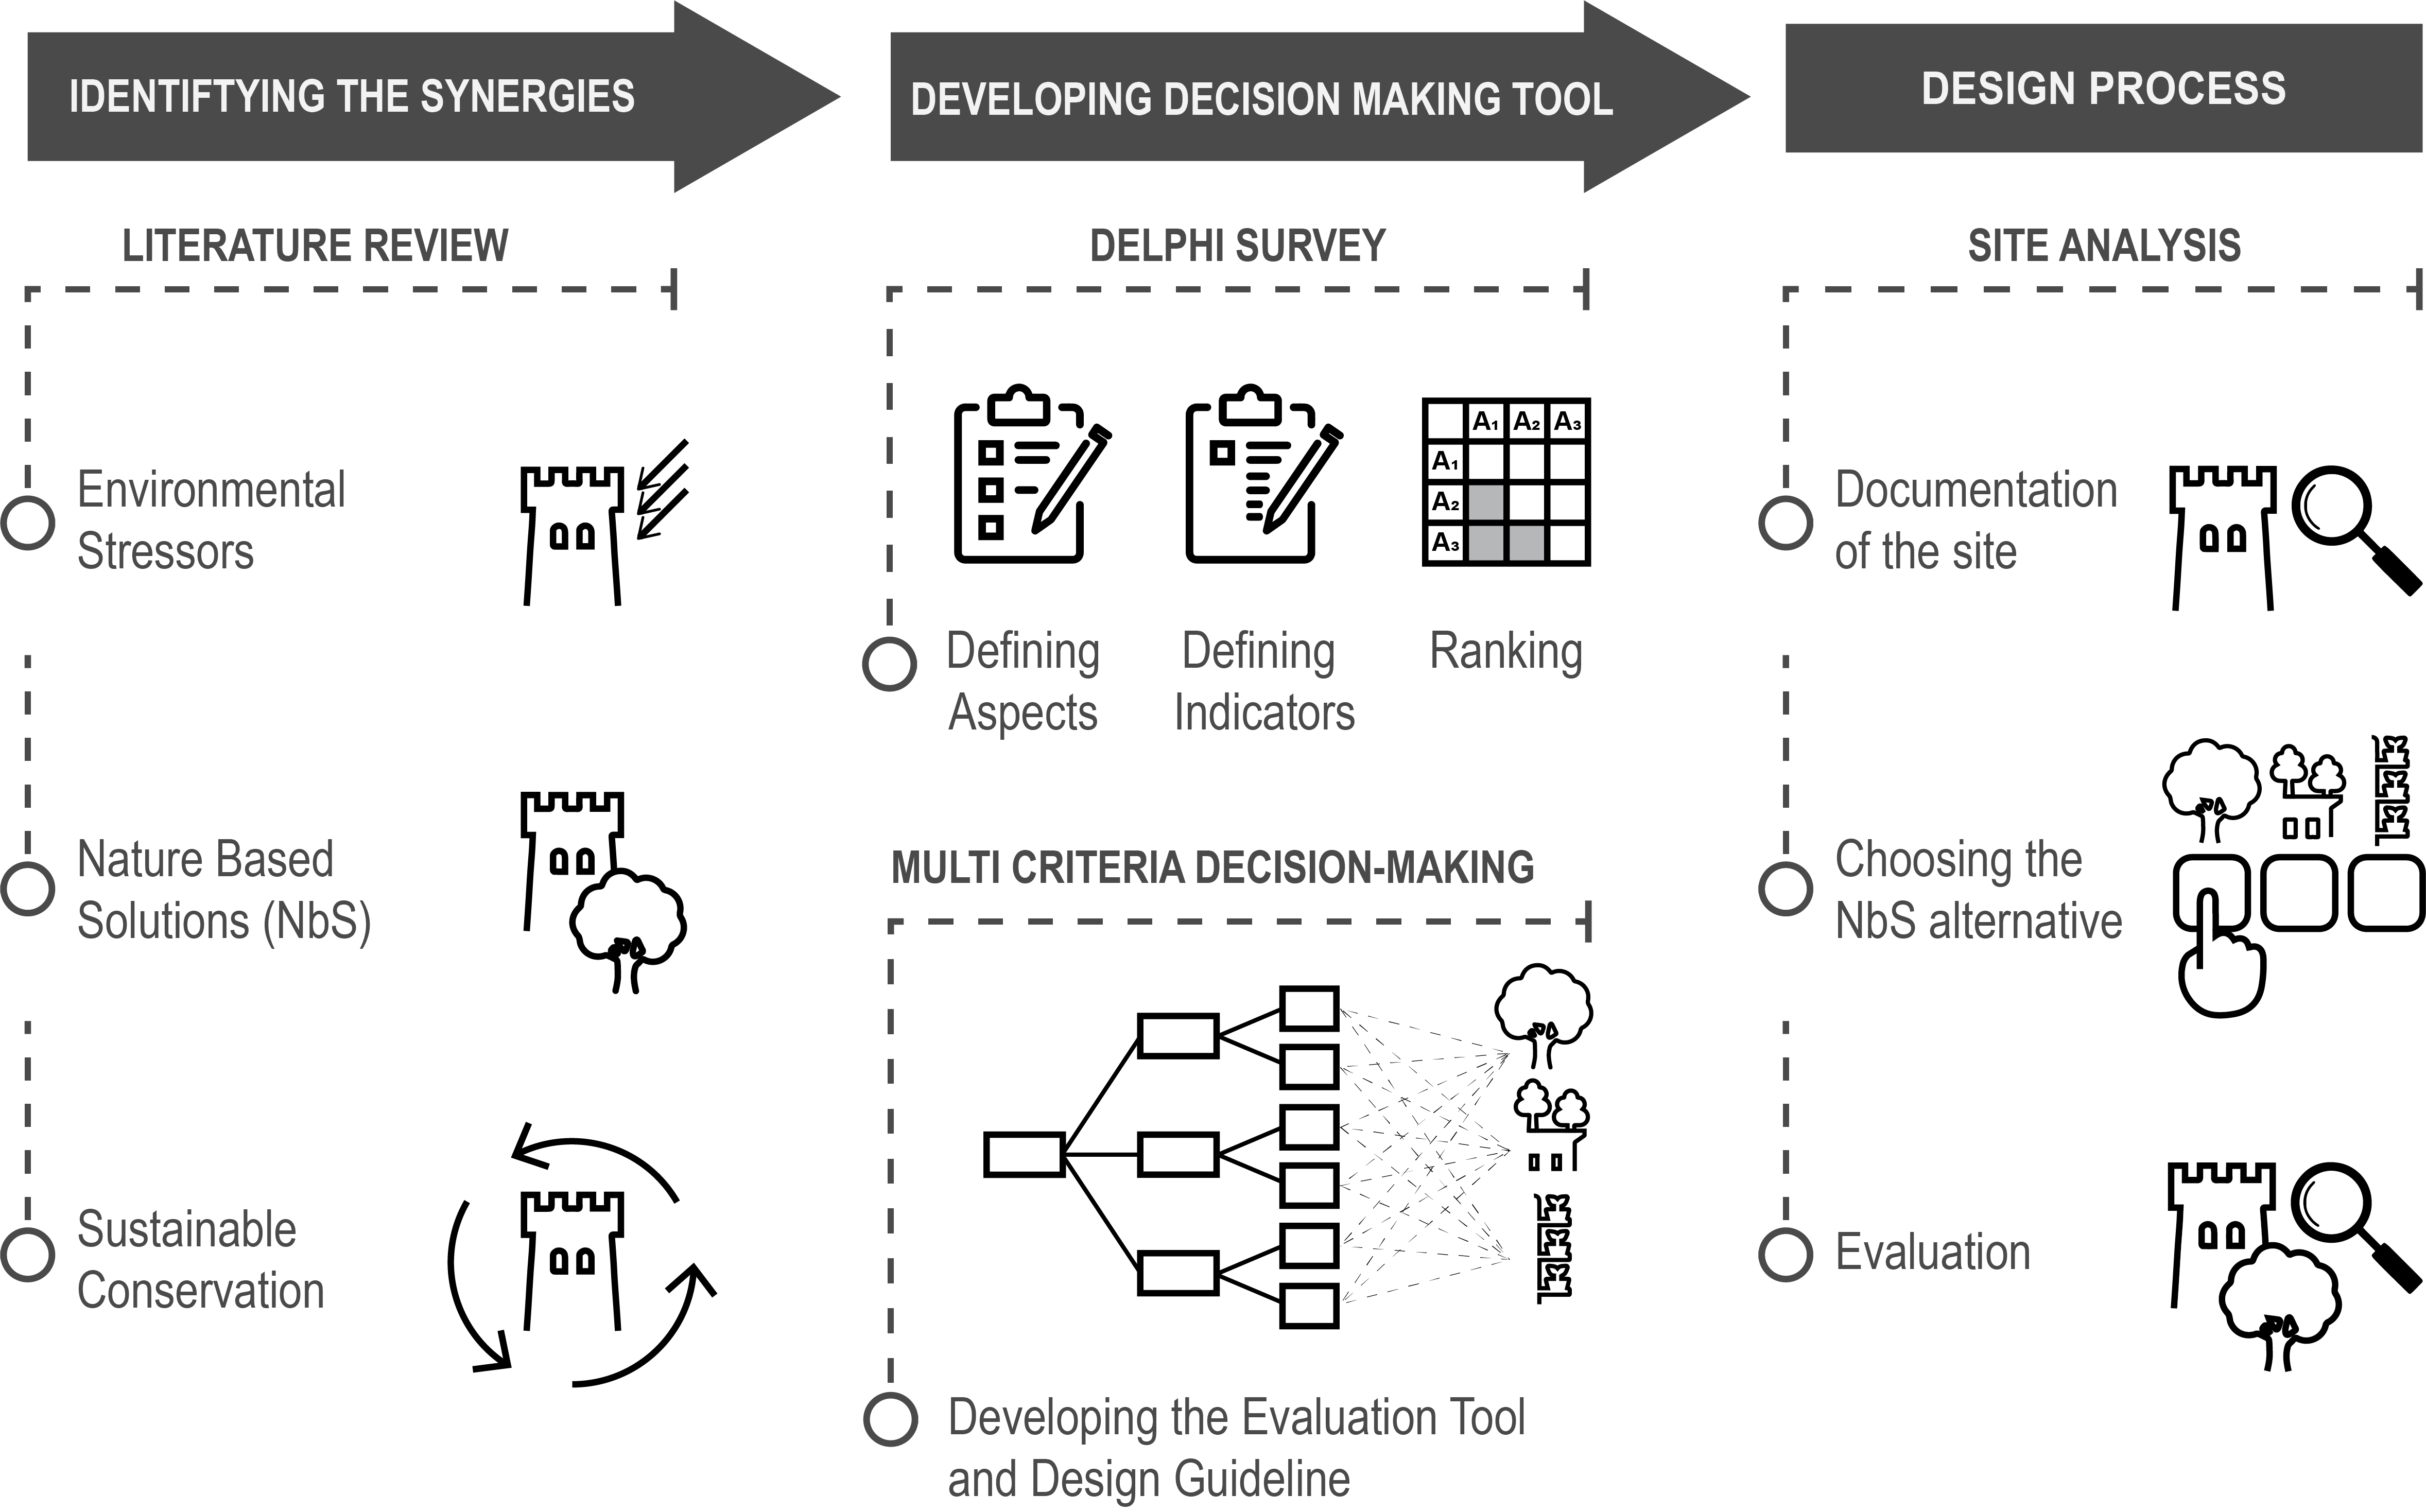 IDENTIFTYING THE SYNERGIES
LITERATURE REVIEW
Environmental
Stressors
Nature Based
Solutions (NbS)
Sustainable
Conservation
DEVELOPING DECISION MAKING TOOL
DELPHI SURVEY
A₁ A₂ A₃
A₁
A₂
A₃
Defining
Aspects
Defining
Indicators
Ranking
MULTI CRITERIA DECISION-MAKING
Developing the Evaluation Tool
and Design Guideline
DESIGN PROCESS
SITE ANALYSIS
Documentation
of the site
Choosing the
NbS alternative
Evaluation